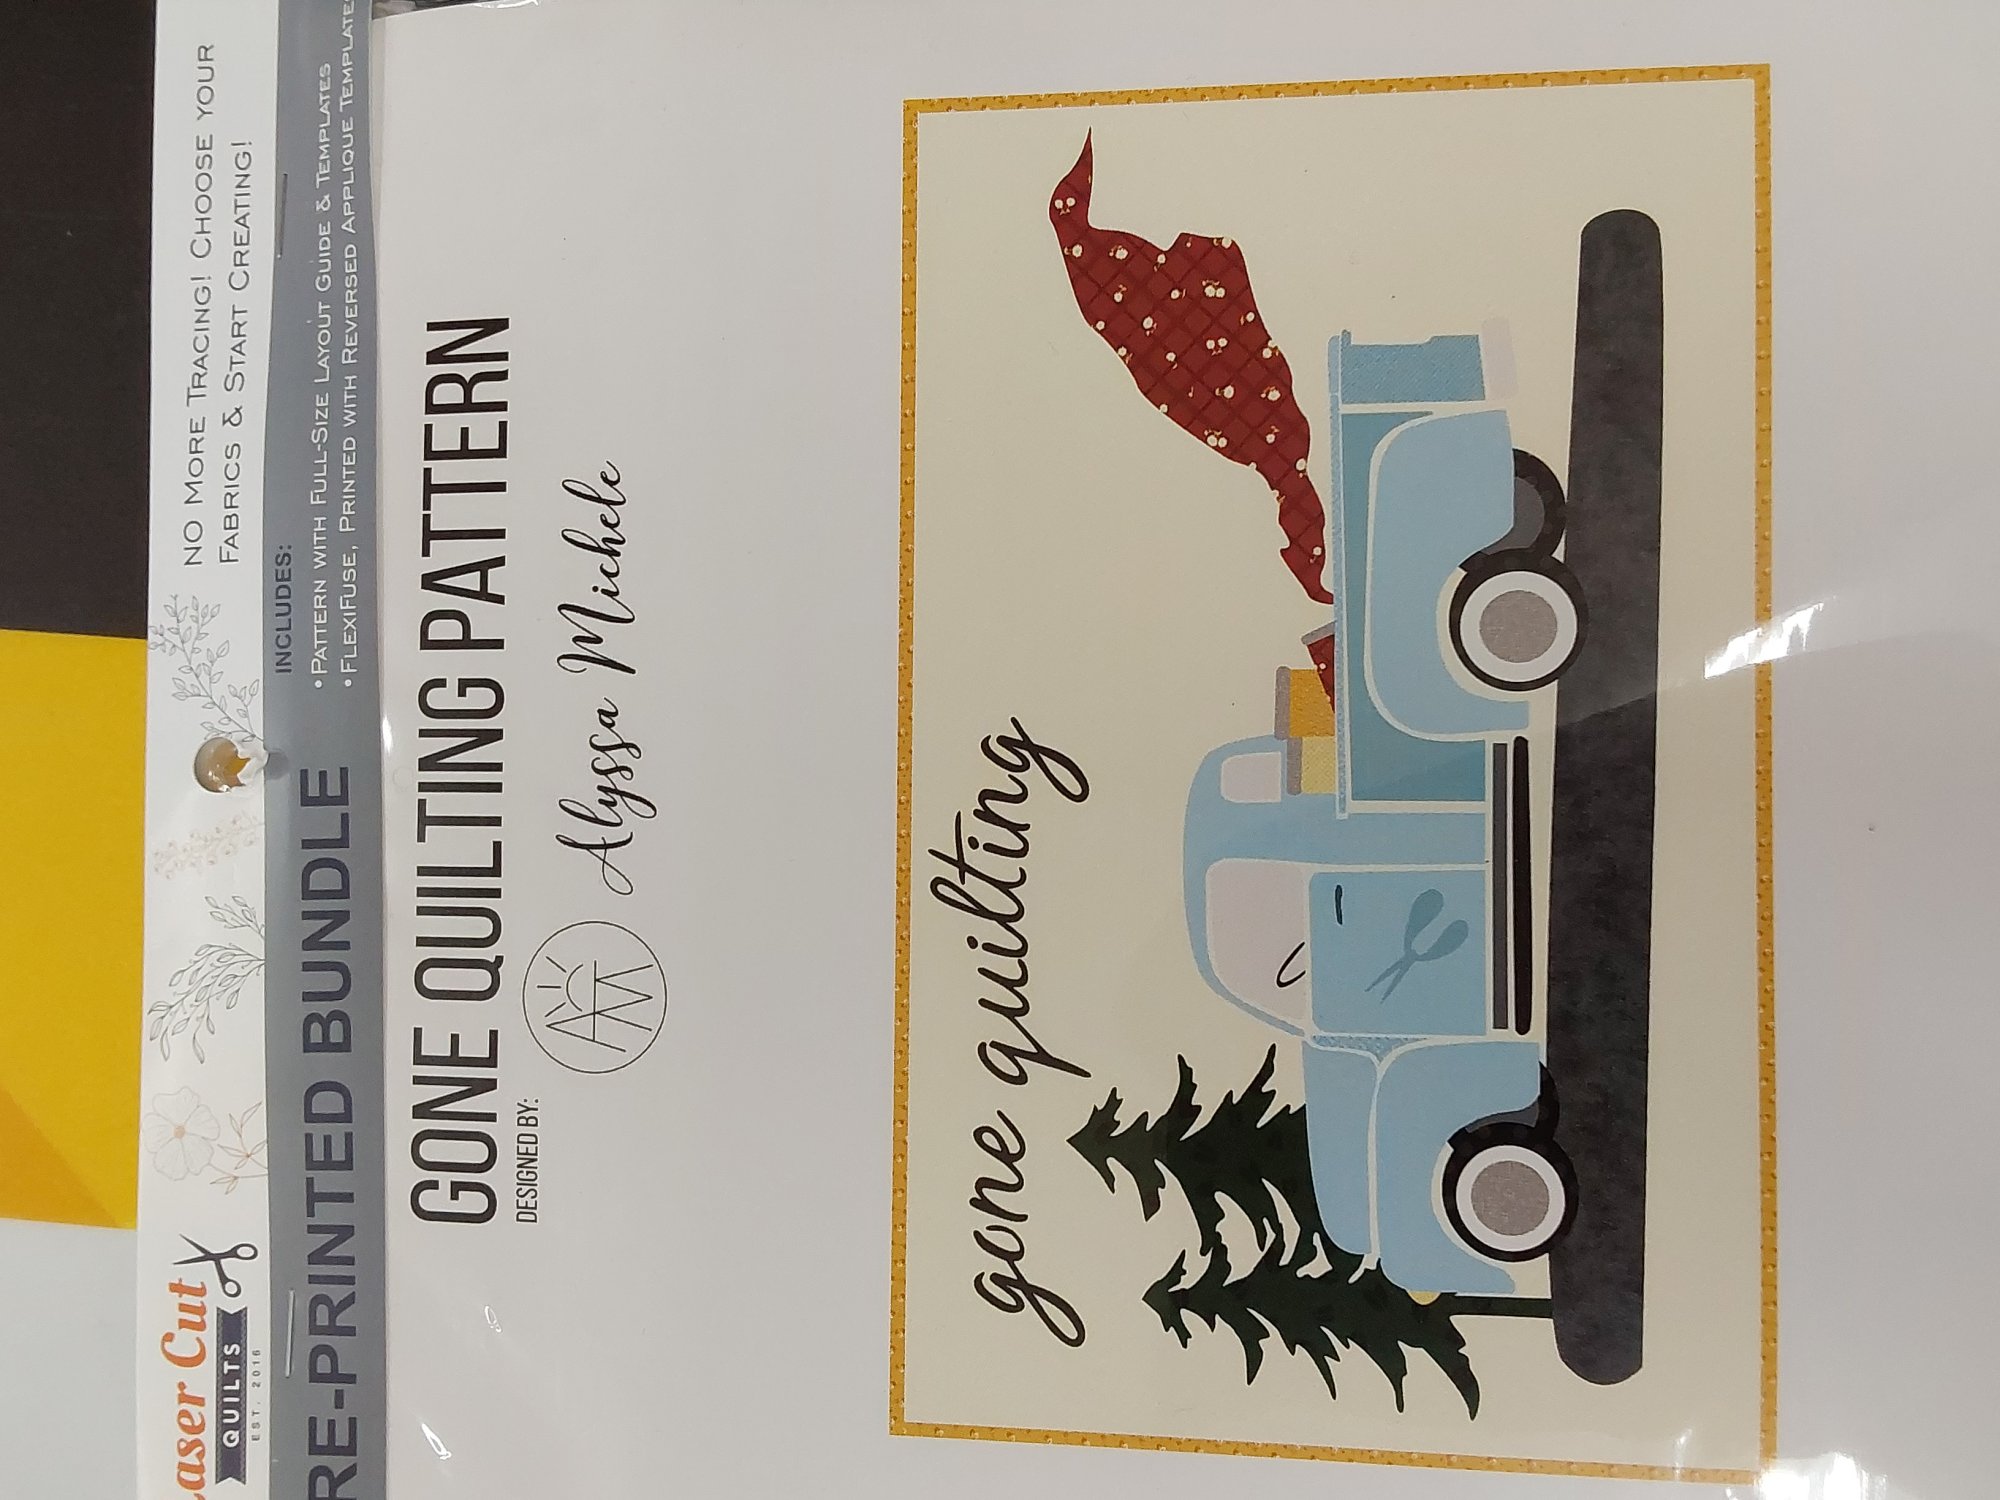 aser Cut
QUILTS
EST. 2016
NO MORE TRACING! CHOOSE YOUR
FABRICS & START CREATING!
RE-PRINTED BUNDLE
INCLUDES:
• PATTERN WITH FULL-SIZE LAYOUT GUIDE & TEMPLATES
• FLEXIFUSE, PRINTED WITH REVERSED APPLIQUE TEMPLATES
GONE QUILTING PATTERN
DESIGNED BY:
Alyssa Michele
gone quilting